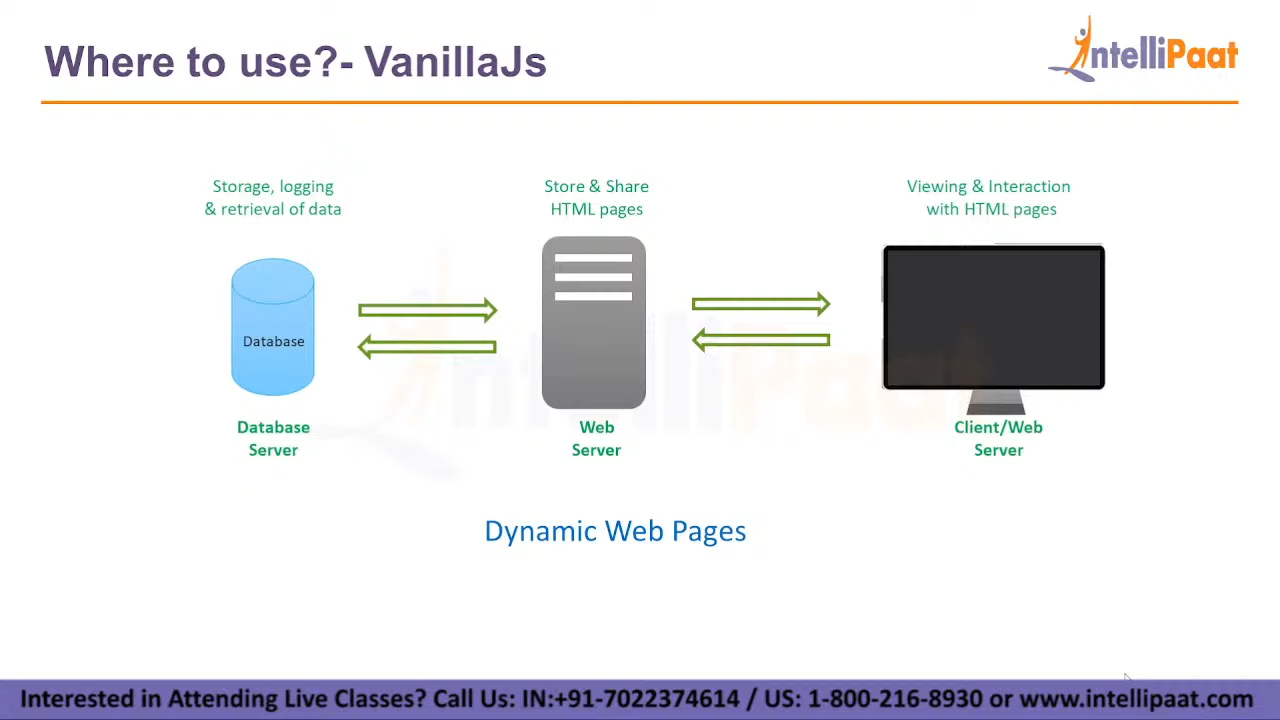 Where to use?- VanillaJs
IntelliPaat
Storage, logging
& retrieval of data
Store & Share
HTML pages
Viewing & Interaction
with HTML pages
Database
Database
Server
Web
Server
Client/Web
Server
IntelliPaat
Dynamic Web Pages
Interested in Attending Live Classes? Call Us: IN:+91-7022374614 / US: 1-800-216-8930 or www.intellipaat.com